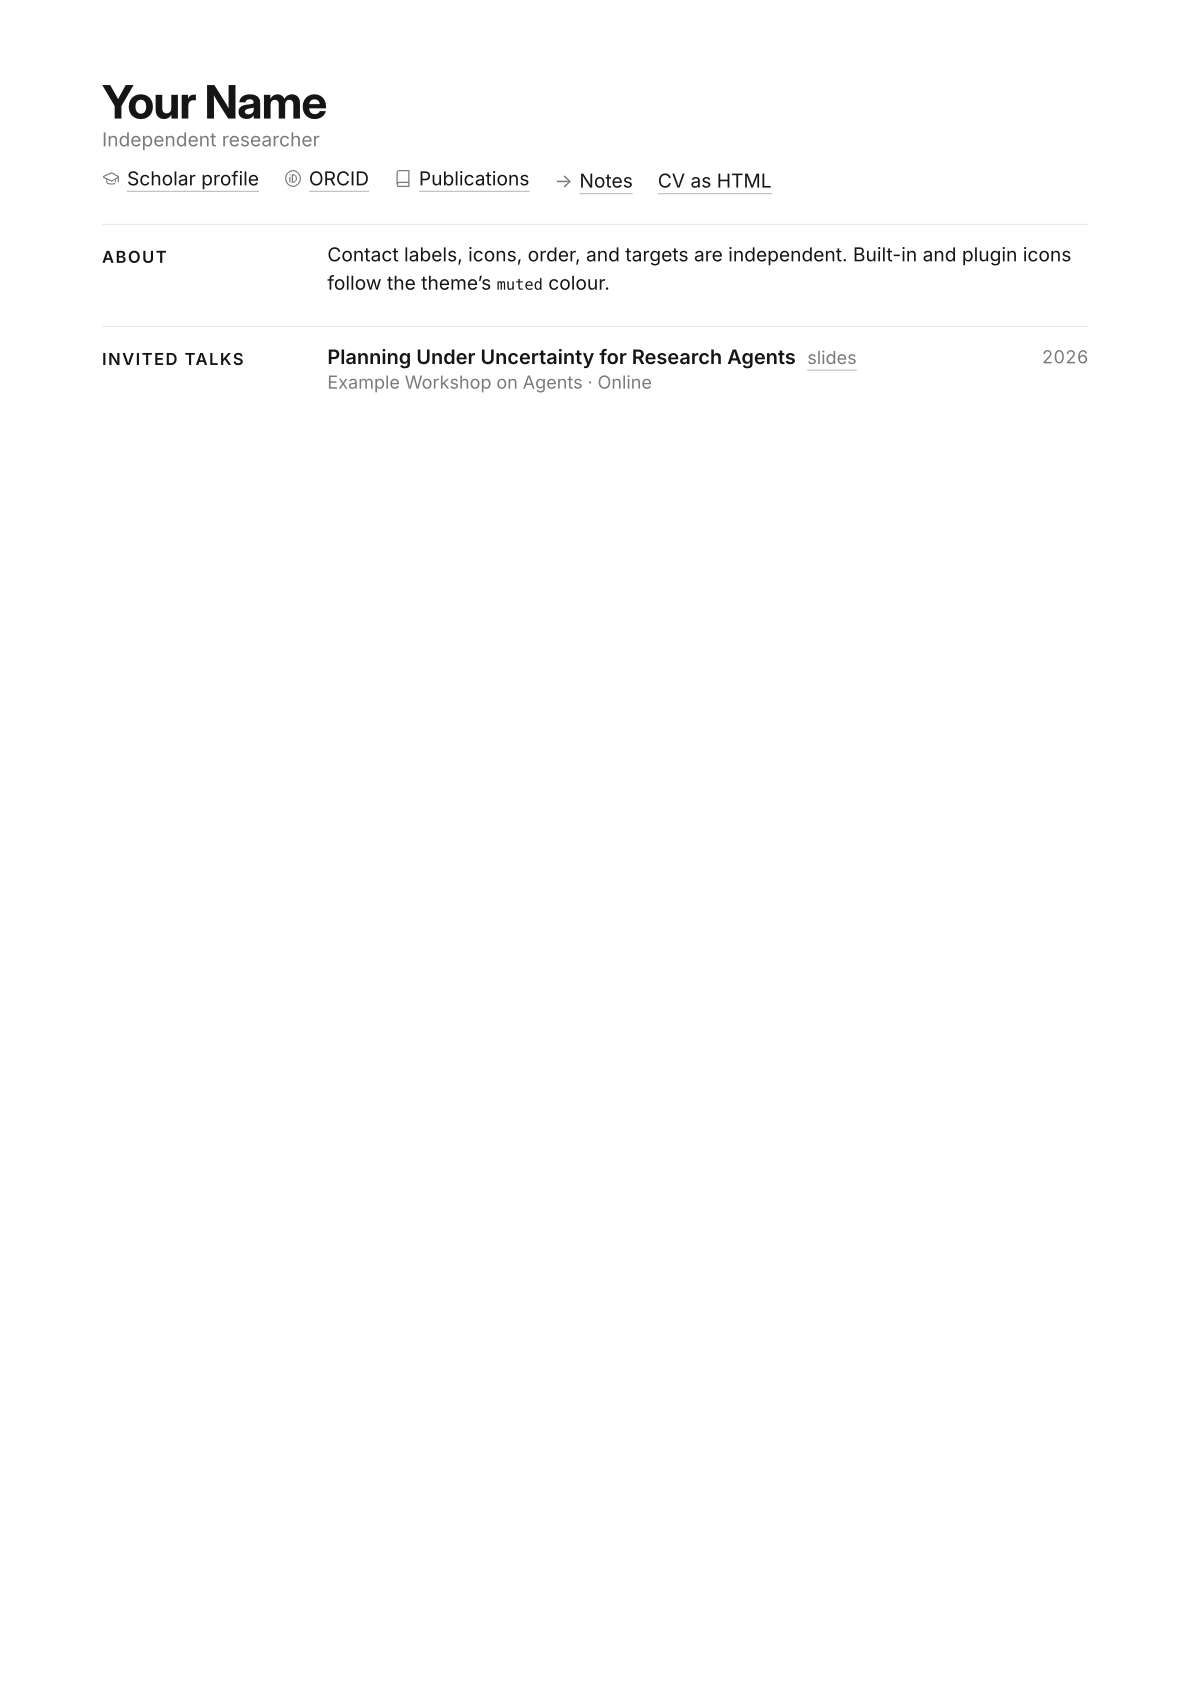 Your Name
Independent researcher
Scholar profile iD ORCID Publications → Notes CV as HTML
ABOUT Contact labels, icons, order, and targets are independent. Built-in and plugin icons
follow the theme’s muted colour.
INVITED TALKS Planning Under Uncertainty for Research Agents slides 2026
Example Workshop on Agents · Online